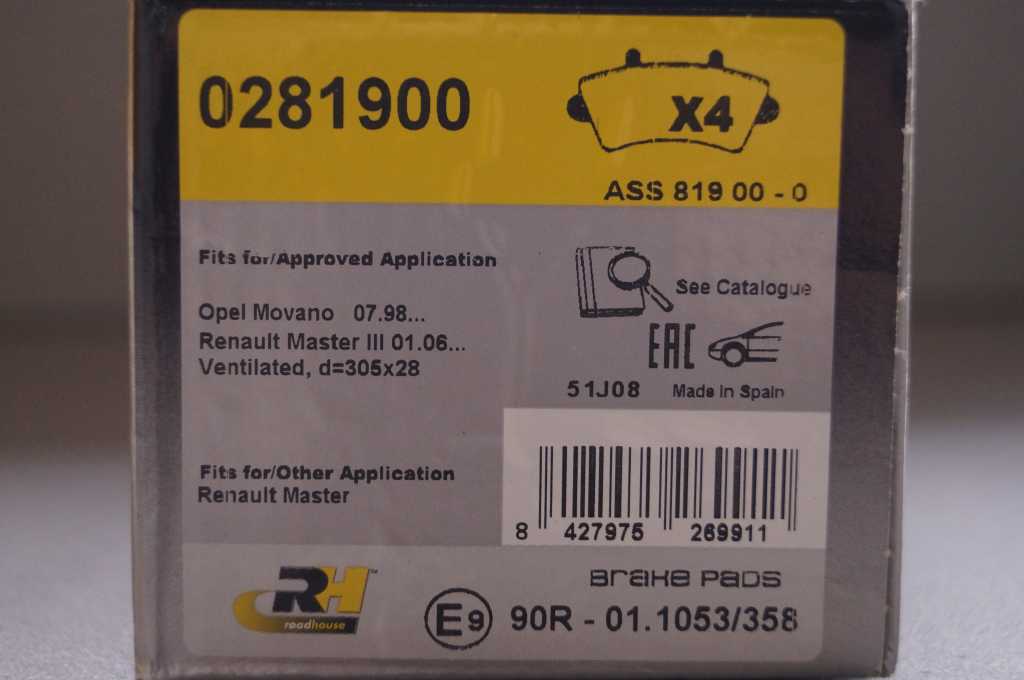 0281900
X4
ASS 819 00 - 0
Fits for/Approved Application
Opel Movano 07.98...
Renault Master III 01.06...
Ventilated, d=305x28
See Catalogue
EAC
51J08 Made in Spain
Fits for/Other Application
Renault Master
8 427975 269911
RH™
roadhouse
Brake Pads
E9 90R - 01.1053/358